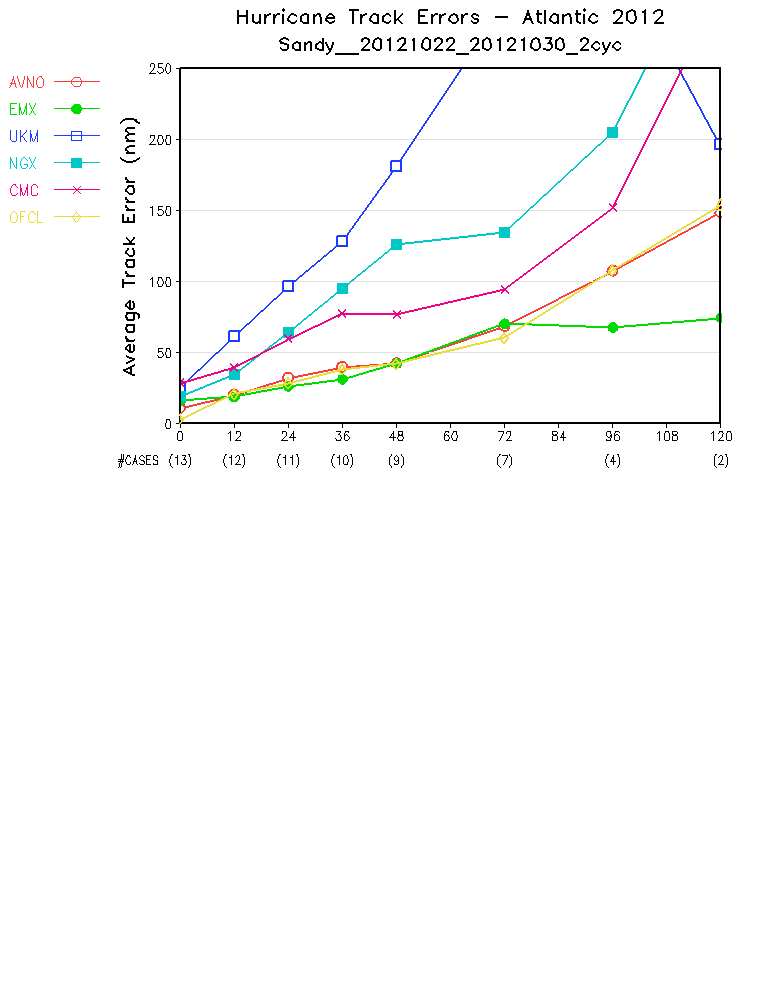 Hurricane Track Errors – Atlantic 2012
Sandy__20121022_20121030_2cyc
AVNO
EMX
UKM
NGX
CMC
OFCL
Average Track Error (nm)
250
200
150
100
50
0
0 12 24 36 48 60 72 84 96 108 120
#CASES (13) (12) (11) (10) (9) (7) (4) (2)